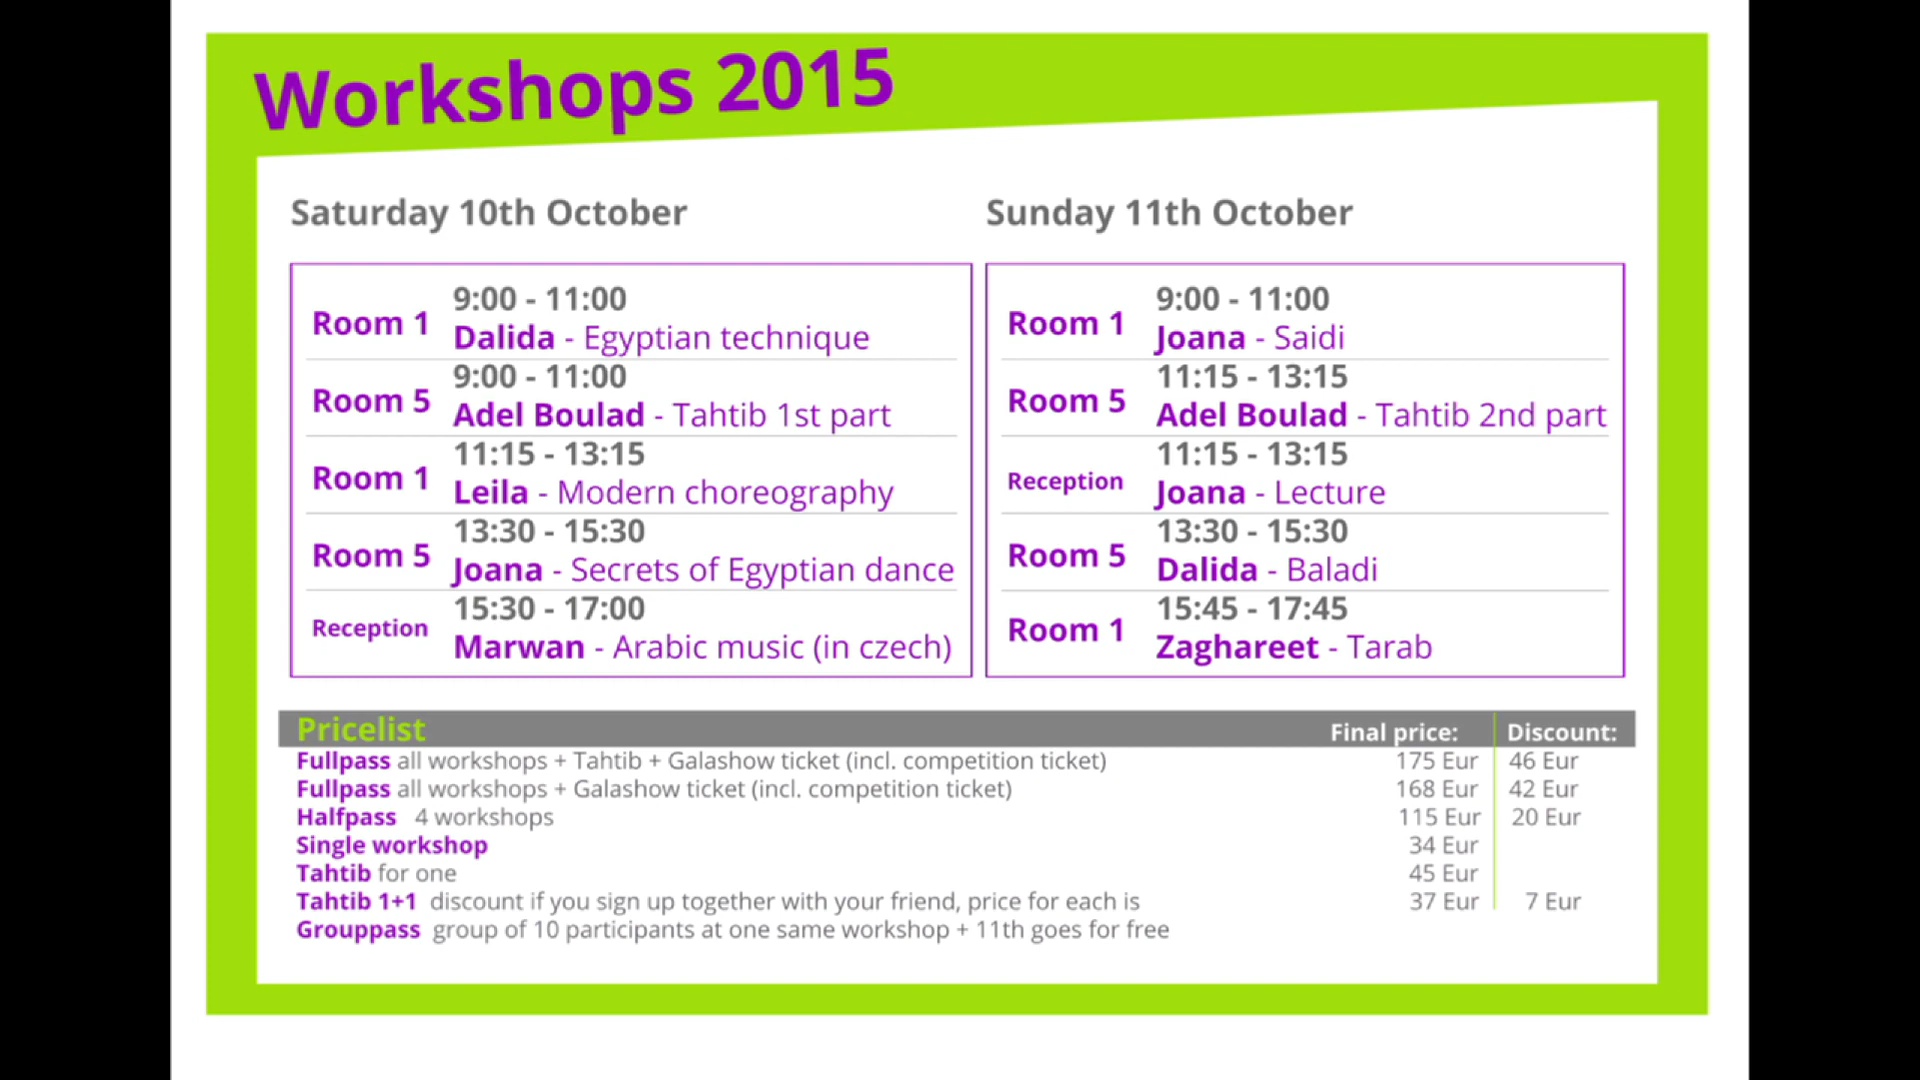 Workshops 2015
Saturday 10th October
Room 1
9:00 - 11:00
Dalida - Egyptian technique
Room 5
9:00 - 11:00
Adel Boulad - Tahtib 1st part
Room 1
11:15 - 13:15
Leila - Modern choreography
Room 5
13:30 - 15:30
Joana - Secrets of Egyptian dance
Reception
15:30 - 17:00
Marwan - Arabic music (in czech)
Sunday 11th October
Room 1
9:00 - 11:00
Joana - Saidi
Room 5
11:15 - 13:15
Adel Boulad - Tahtib 2nd part
Reception
11:15 - 13:15
Joana - Lecture
Room 5
13:30 - 15:30
Dalida - Baladi
Room 1
15:45 - 17:45
Zaghareet - Tarab
Pricelist Final price: Discount:
Fullpass all workshops + Tahtib + Galashow ticket (incl. competition ticket) 175 Eur 46 Eur
Fullpass all workshops + Galashow ticket (incl. competition ticket) 168 Eur 42 Eur
Halfpass 4 workshops 115 Eur 20 Eur
Single workshop 34 Eur
Tahtib for one 45 Eur
Tahtib 1+1 discount if you sign up together with your friend, price for each is 37 Eur 7 Eur
Grouppass group of 10 participants at one same workshop + 11th goes for free